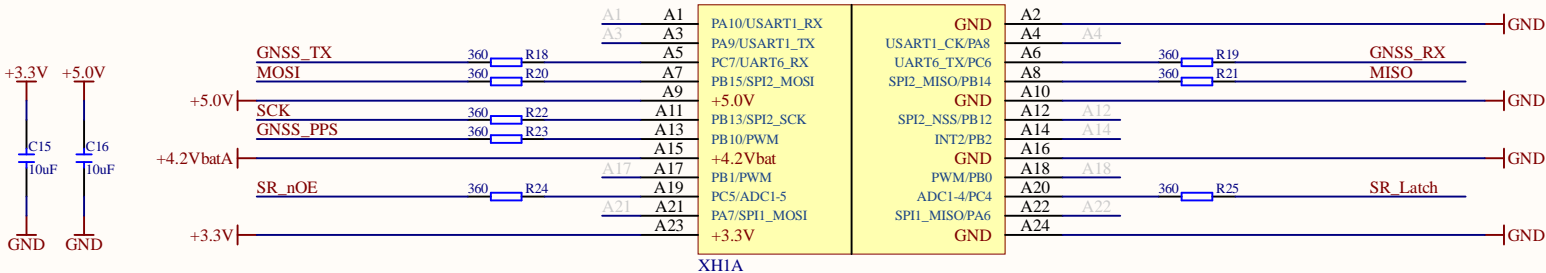 A1 A1 PA10/USART1_RX GND A2 GND
A3 A3 PA9/USART1_TX USART1_CK/PA8 A4 A4
GNSS_TX 360 R18 A5 PC7/UART6_RX UART6_TX/PC6 A6 360 R19 GNSS_RX
+3.3V +5.0V MOSI 360 R20 A7 PB15/SPI2_MOSI SPI2_MISO/PB14 A8 360 R21 MISO
+5.0V A9 +5.0V GND A10 GND
SCK 360 R22 A11 PB13/SPI2_SCK SPI2_NSS/PB12 A12 A12
GNSS_PPS 360 R23 A13 PB10/PWM INT2/PB2 A14 A14
C15 C16 +4.2VbatA A15 +4.2Vbat GND A16 GND
10uF 10uF A17 A17 PB1/PWM PWM/PB0 A18 A18
SR_nOE 360 R24 A19 PC5/ADC1-5 ADC1-4/PC4 A20 360 R25 SR_Latch
A21 A21 PA7/SPI1_MOSI SPI1_MISO/PA6 A22 A22
GND GND +3.3V A23 +3.3V GND A24 GND
XH1A